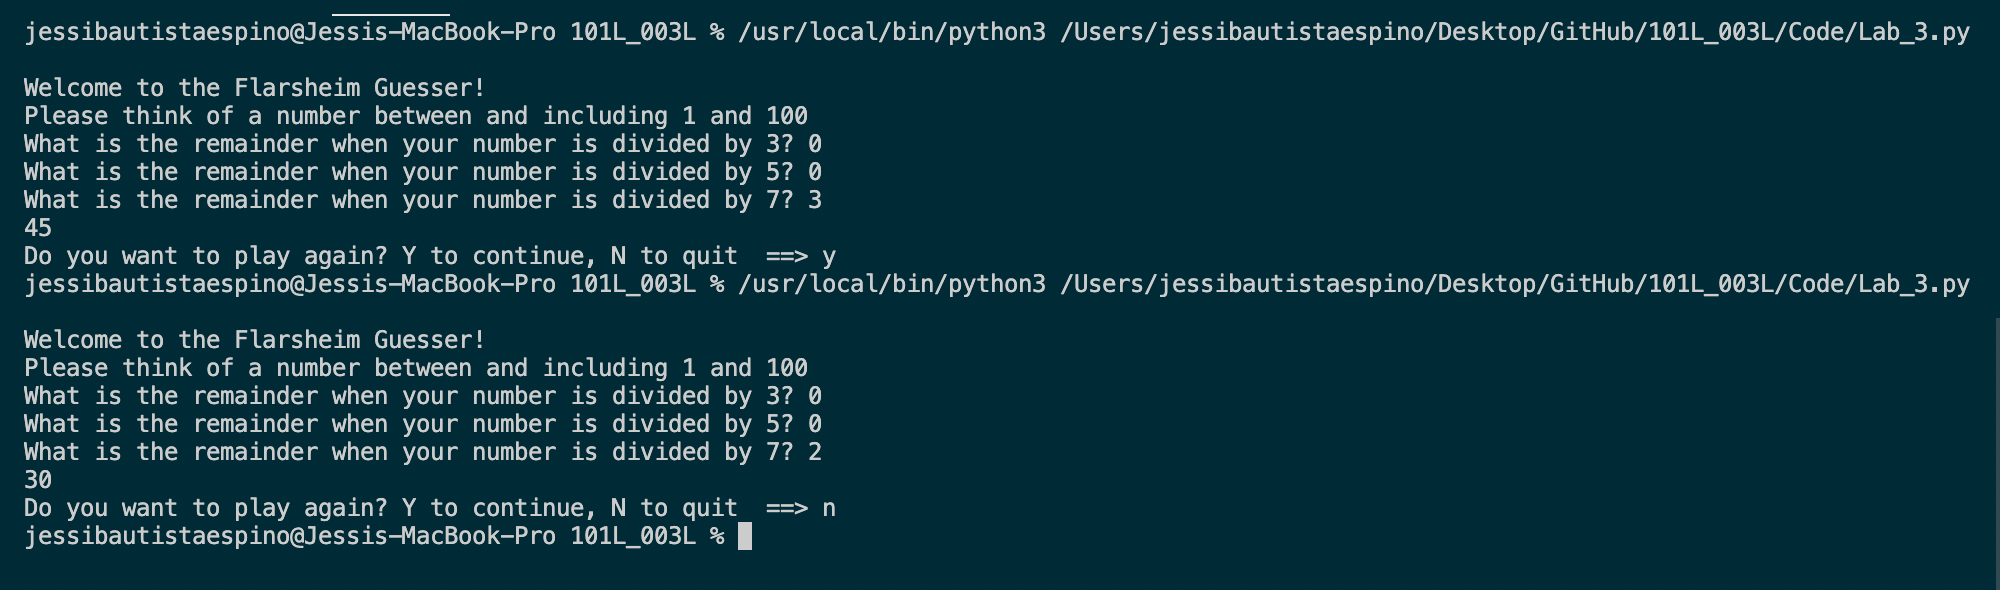 jessibautistaespino@Jessis-MacBook-Pro 101L_003L % /usr/local/bin/python3 /Users/jessibautistaespino/Desktop/GitHub/101L_003L/Code/Lab_3.py
Welcome to the Flarsheim Guesser!
Please think of a number between and including 1 and 100
What is the remainder when your number is divided by 3? 0
What is the remainder when your number is divided by 5? 0
What is the remainder when your number is divided by 7? 3
45
Do you want to play again? Y to continue, N to quit  ==> y
jessibautistaespino@Jessis-MacBook-Pro 101L_003L % /usr/local/bin/python3 /Users/jessibautistaespino/Desktop/GitHub/101L_003L/Code/Lab_3.py
Welcome to the Flarsheim Guesser!
Please think of a number between and including 1 and 100
What is the remainder when your number is divided by 3? 0
What is the remainder when your number is divided by 5? 0
What is the remainder when your number is divided by 7? 2
30
Do you want to play again? Y to continue, N to quit  ==> n
jessibautistaespino@Jessis-MacBook-Pro 101L_003L %